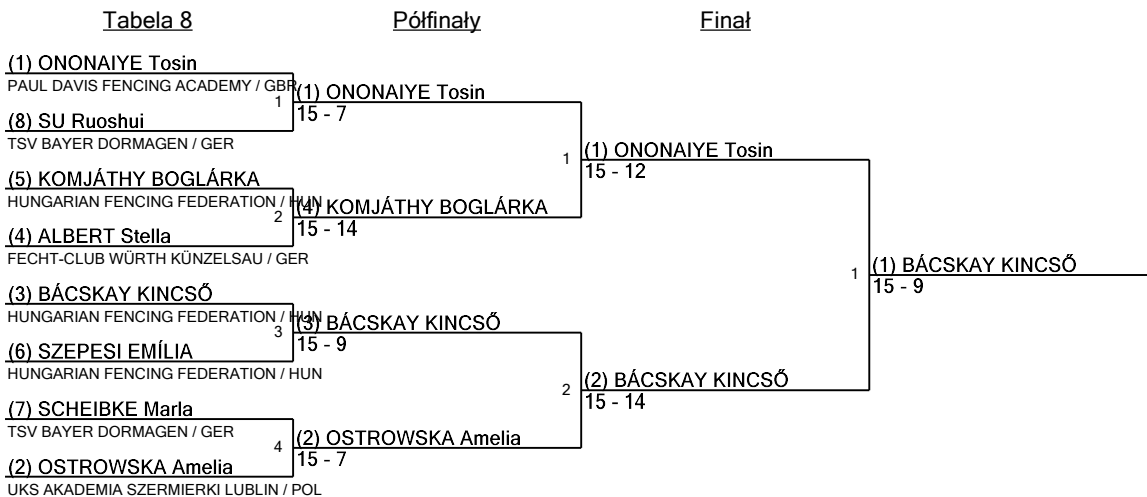 Tabela 8
Półfinały
Finał
(1) ONONAIYE Tosin
PAUL DAVIS FENCING ACADEMY / GBR
(8) SU Ruoshui
TSV BAYER DORMAGEN / GER
(5) KOMJÁTHY BOGLÁRKA
HUNGARIAN FENCING FEDERATION / HUN
(4) ALBERT Stella
FECHT-CLUB WÜRTH KÜNZELSAU / GER
(3) BÁCSKAY KINCSŐ
HUNGARIAN FENCING FEDERATION / HUN
(6) SZEPESI EMÍLIA
HUNGARIAN FENCING FEDERATION / HUN
(7) SCHEIBKE Marla
TSV BAYER DORMAGEN / GER
(2) OSTROWSKA Amelia
UKS AKADEMIA SZERMIERKI LUBLIN / POL
1
(1) ONONAIYE Tosin
15 - 7
2
(4) KOMJÁTHY BOGLÁRKA
15 - 14
3
(3) BÁCSKAY KINCSŐ
15 - 9
4
(2) OSTROWSKA Amelia
15 - 7
1
(1) ONONAIYE Tosin
15 - 12
2
(2) BÁCSKAY KINCSŐ
15 - 14
1
(1) BÁCSKAY KINCSŐ
15 - 9